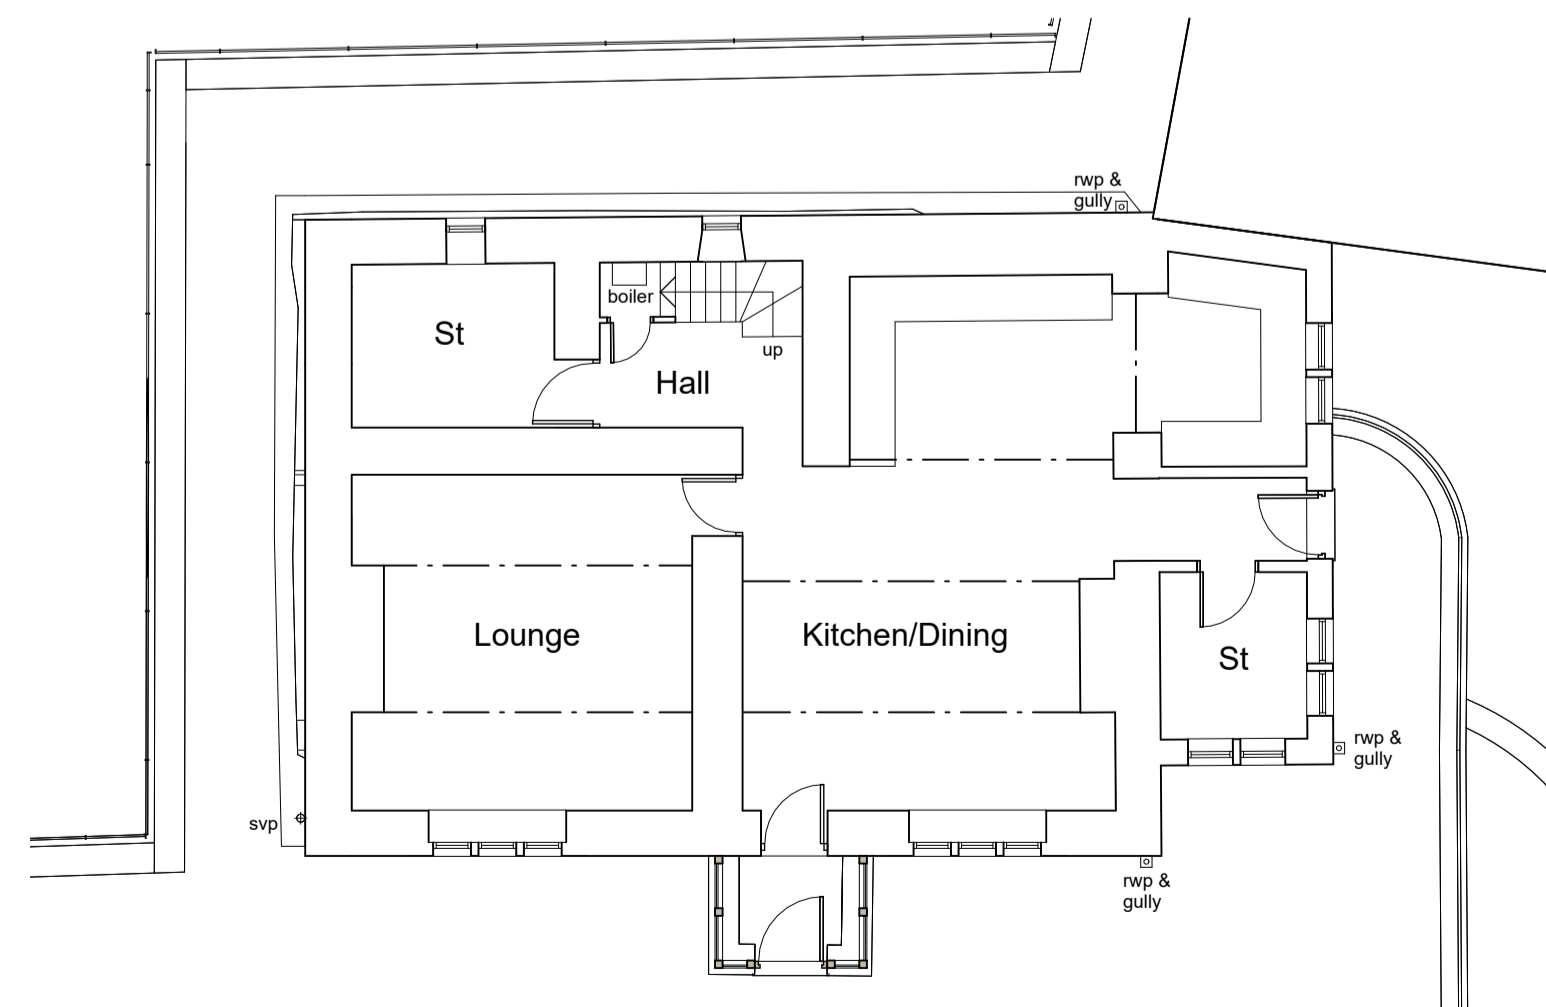 rwp &
gully
boiler
St
up
Hall
Lounge
Kitchen/Dining
St
rwp &
gully
svp
rwp &
gully